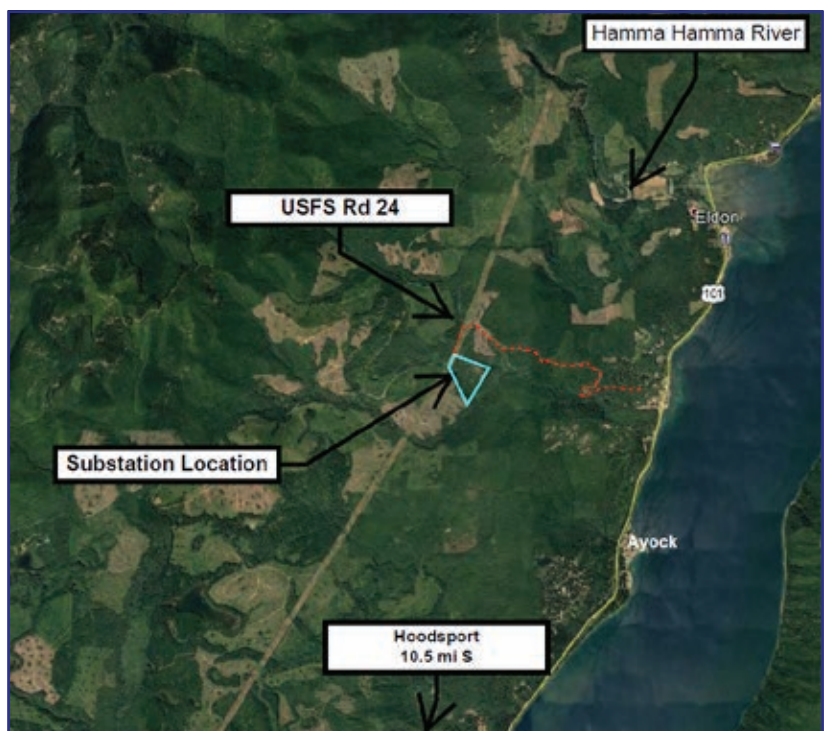 Hamma Hamma River
USFS Rd 24
Eldon
101
Substation Location
Ayock
Hoodsport
10.5 mi S